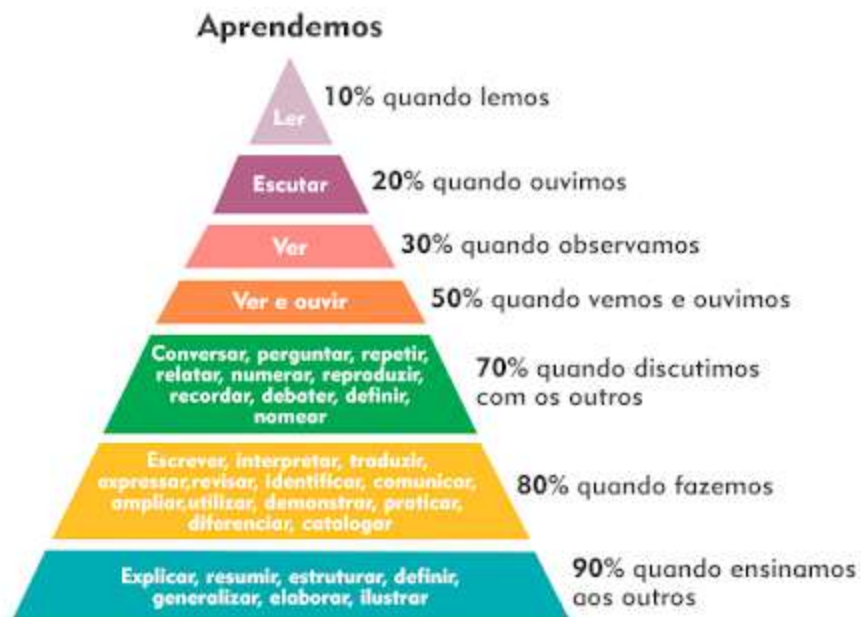 Aprendemos
Ler
10% quando lemos
Escutar
20% quando ouvimos
Ver
30% quando observamos
Ver e ouvir
50% quando vemos e ouvimos
Conversar, perguntar, repetir,
relatar, numerar, reproduzir,
recordar, debater, definir,
nomear
70% quando discutimos
com os outros
Escrever, interpretar, traduzir,
expressar,revisar, identificar, comunicar,
ampliar,utilizar, demonstrar, praticar,
diferenciar, catalogar
80% quando fazemos
Explicar, resumir, estruturar, definir,
generalizar, elaborar, ilustrar
90% quando ensinamos
aos outros